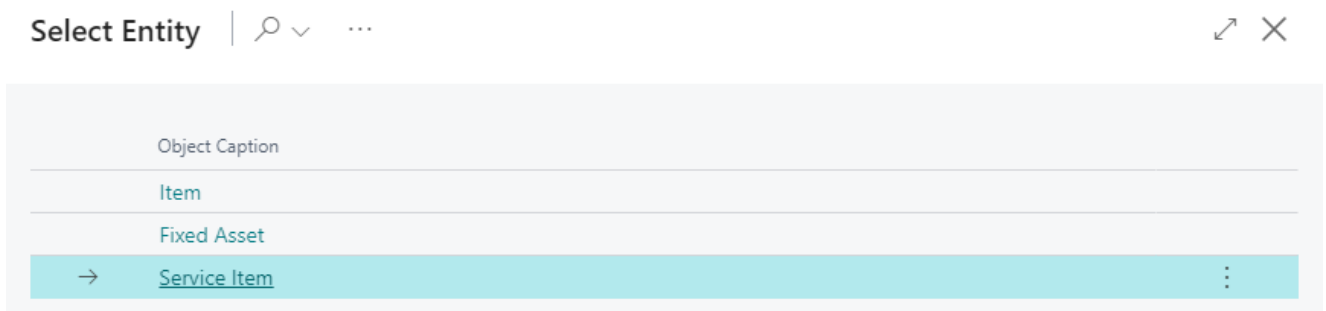 Select Entity
Object Caption
Item
Fixed Asset
Service Item